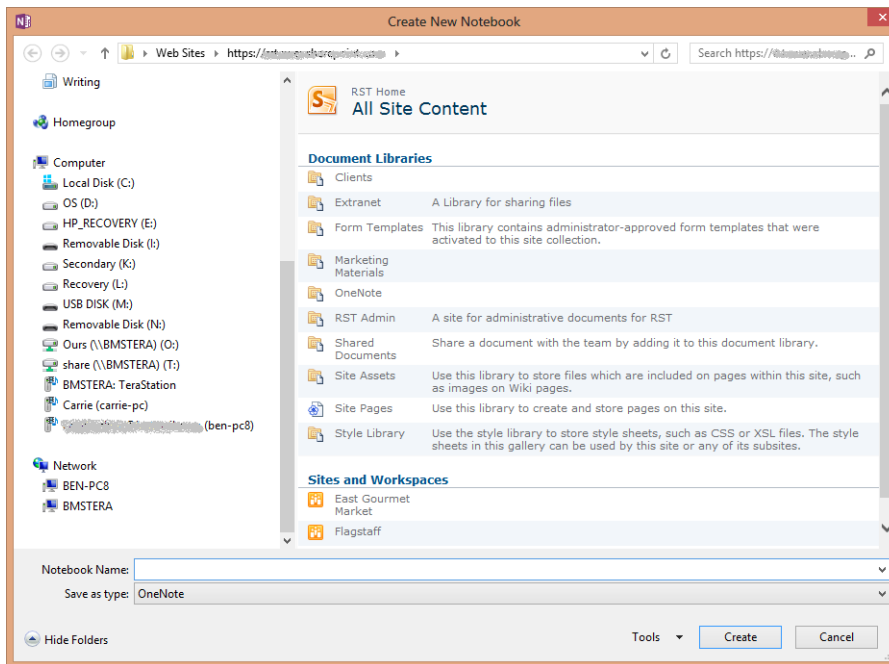 Create New Notebook
Web Sites
https://
Search https://
Writing
Homegroup
Computer
Local Disk (C:)
OS (D:)
HP_RECOVERY (E:)
Removable Disk (I:)
Secondary (K:)
Recovery (L:)
USB DISK (M:)
Removable Disk (N:)
Ours (\\BMSTERA) (O:)
share (\\BMSTERA) (T:)
BMSTERA: TeraStation
Carrie (carrie-pc)
(ben-pc8)
Network
BEN-PC8
BMSTERA
RST Home
All Site Content
Document Libraries
Clients
Extranet A Library for sharing files
Form Templates This library contains administrator-approved form templates that were
activated to this site collection.
Marketing
Materials
OneNote
RST Admin A site for administrative documents for RST
Shared Share a document with the team by adding it to this document library.
Documents
Site Assets Use this library to store files which are included on pages within this site, such
as images on Wiki pages.
Site Pages Use this library to create and store pages on this site.
Style Library Use the style library to store style sheets, such as CSS or XSL files. The style
sheets in this gallery can be used by this site or any of its subsites.
Sites and Workspaces
East Gourmet
Market
Flagstaff
Notebook Name:
Save as type: OneNote
Hide Folders
Tools
Create
Cancel